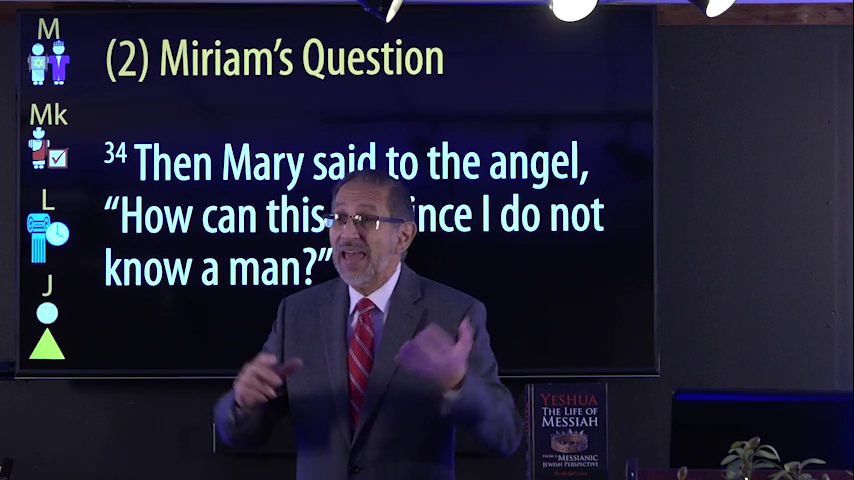 M
(2) Miriam's Question
Mk
34 Then Mary said to the angel,
L
"How can this ince I do not
know a man?"
J
YESHUA
THE LIFE OF
MESSIAH
FROM A MESSIANIC
JEWISH PERSPECTIVE